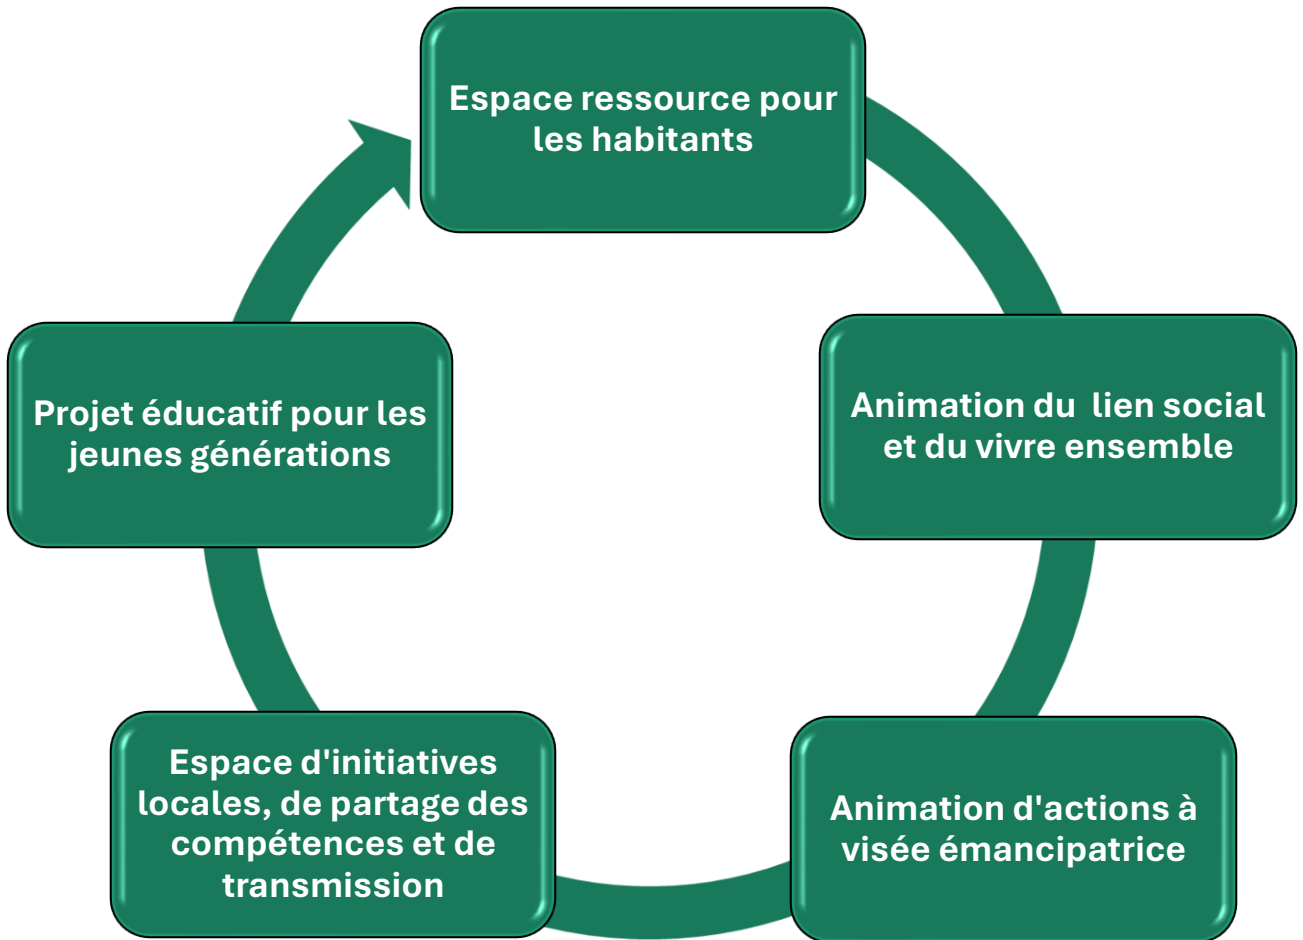 Espace ressource pour
les habitants
Animation du  lien social
et du vivre ensemble
Animation d'actions à
visée émancipatrice
Espace d'initiatives
locales, de partage des
compétences et de
transmission
Projet éducatif pour les
jeunes générations